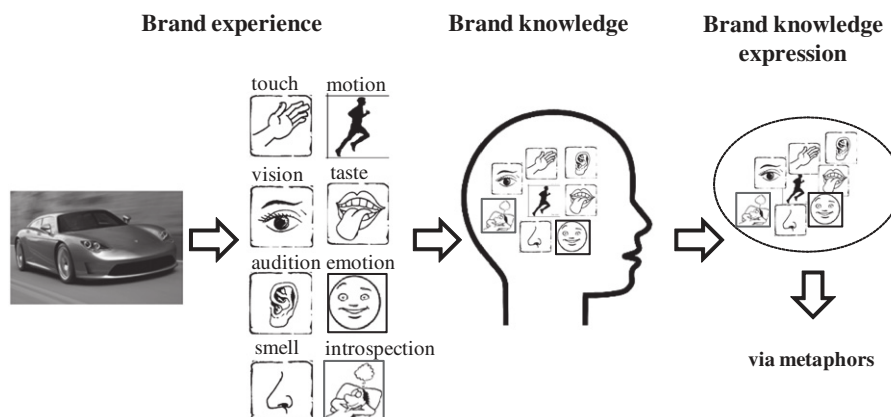 Brand experience
Brand knowledge
Brand knowledge
expression
touch motion
vision taste
audition emotion
smell introspection
via metaphors